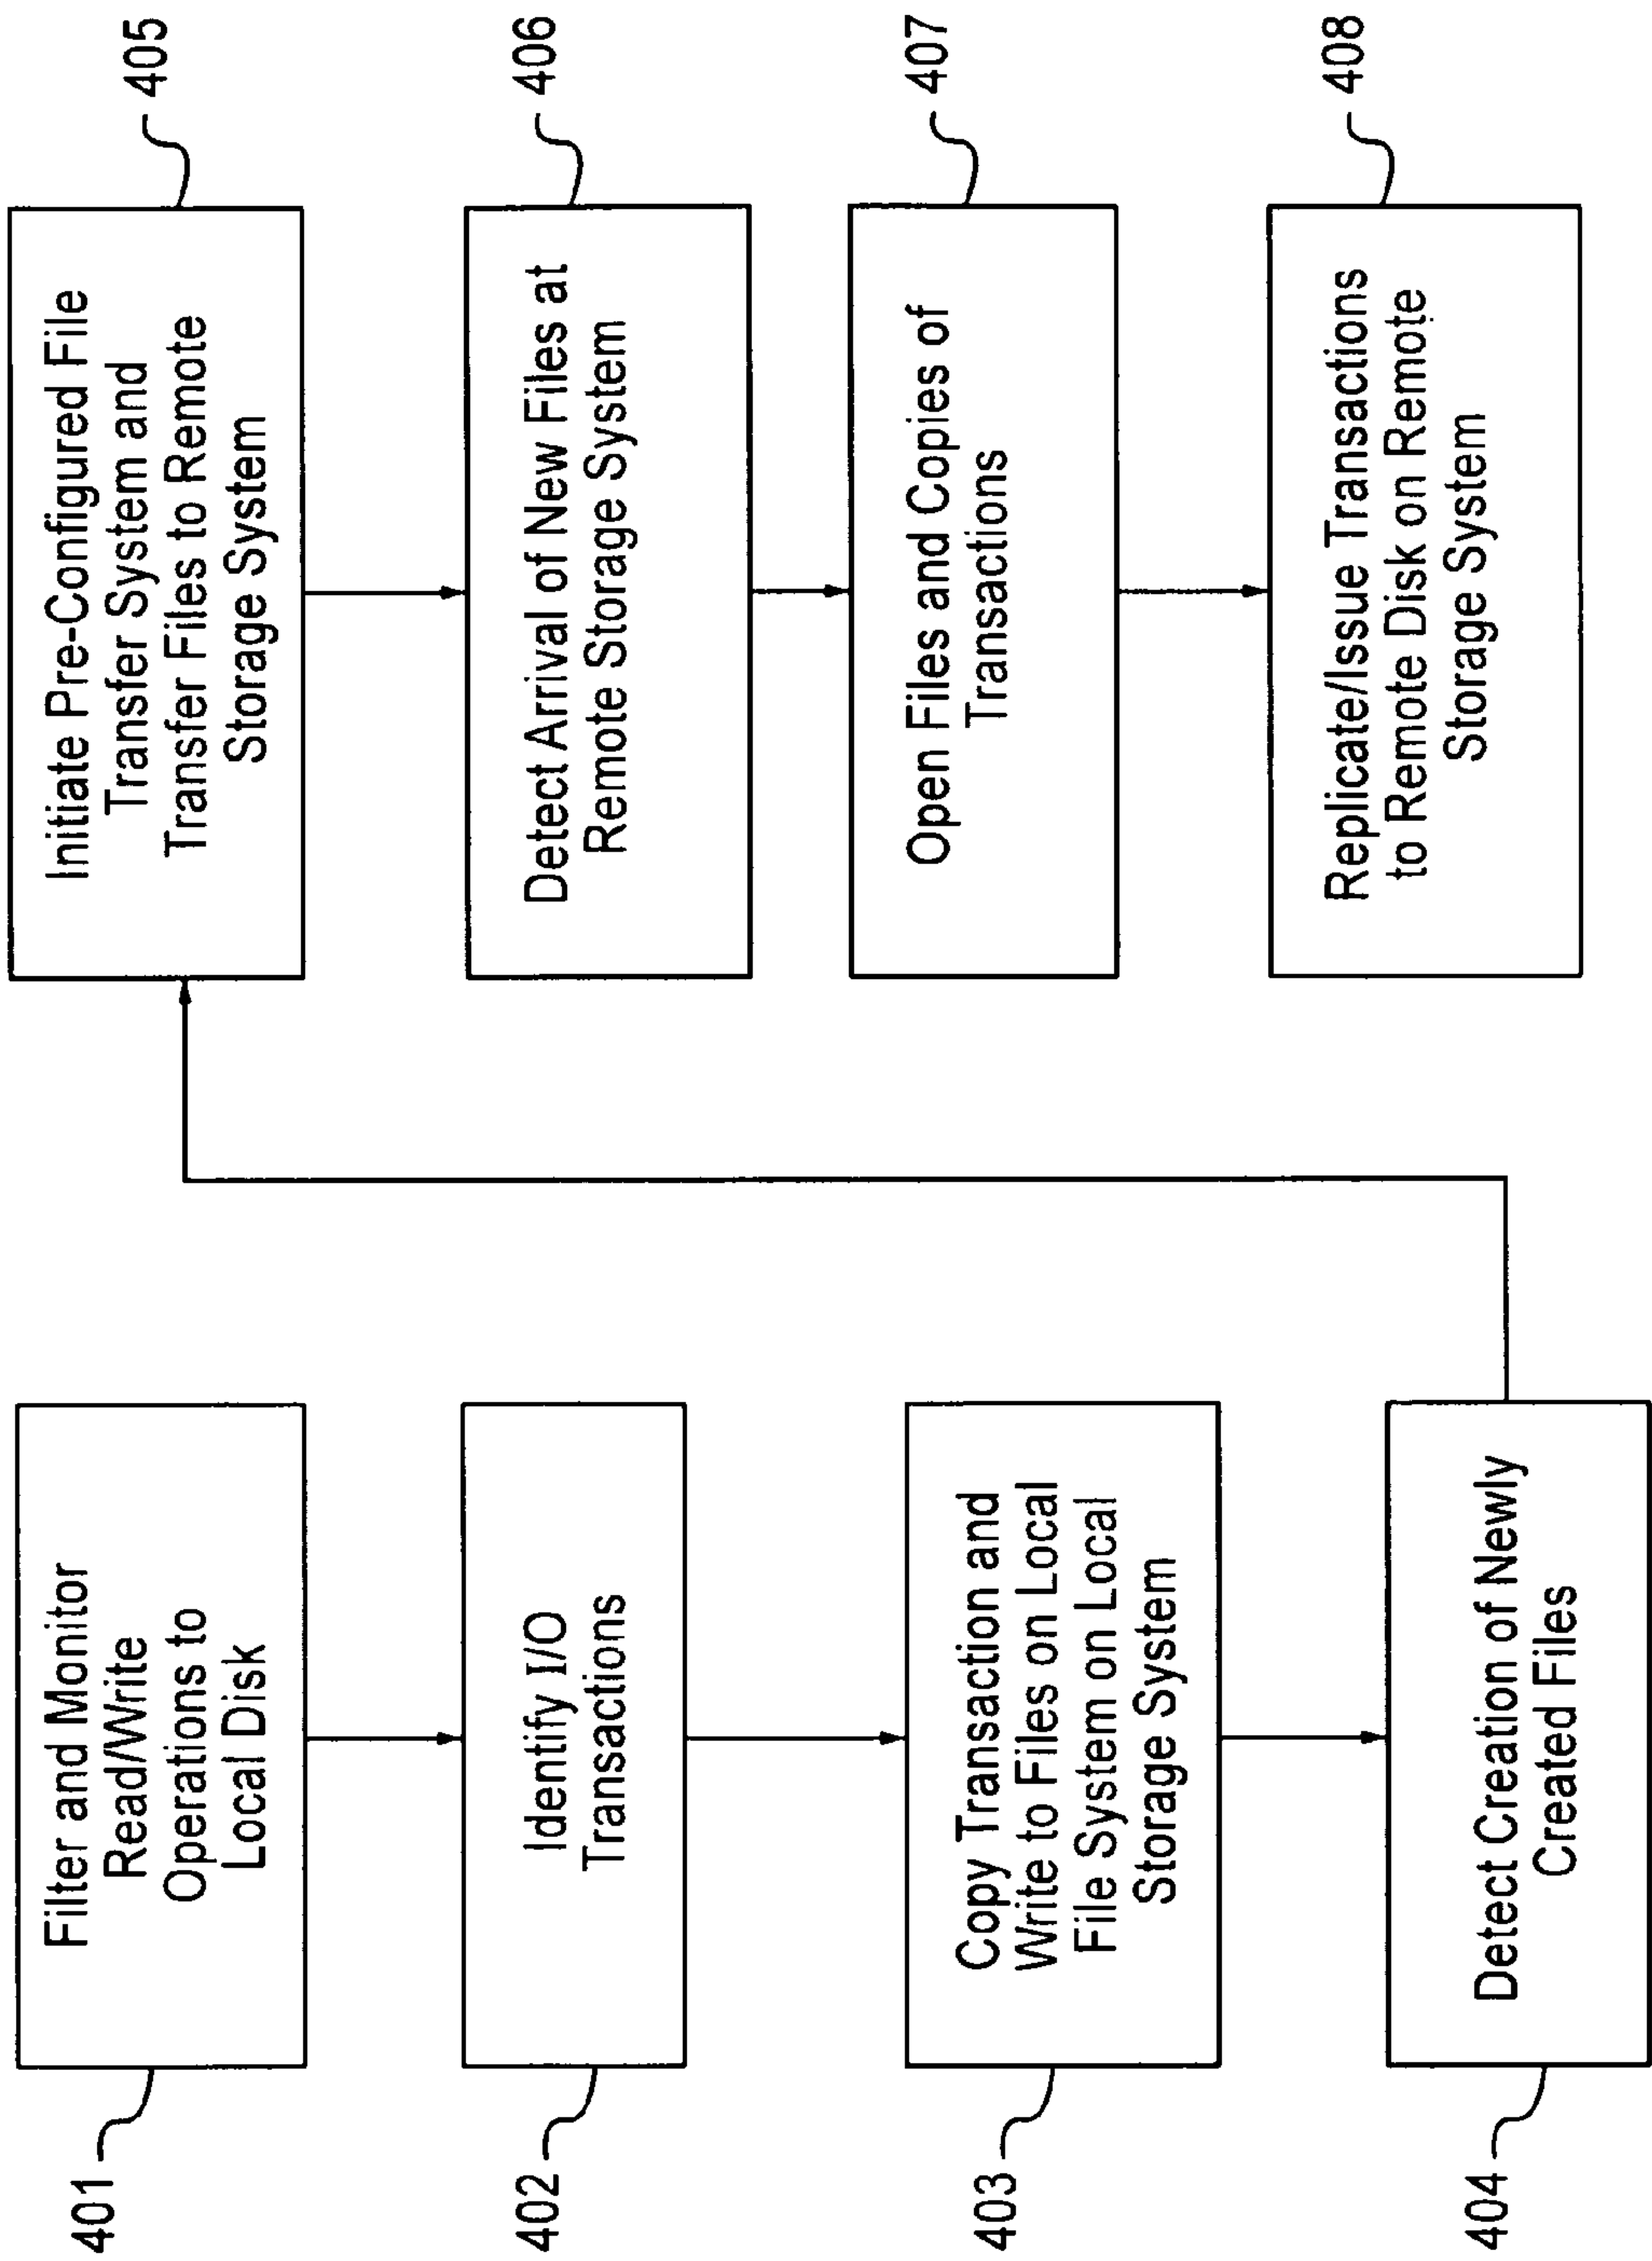 401
Filter and Monitor
Read/Write
Operations to
Local Disk
402
Identify I/O
Transactions
403
Copy Transaction and
Write to Files on Local
File System on Local
Storage System
404
Detect Creation of Newly
Created Files
405
Initiate Pre-Configured File
Transfer System and
Transfer Files to Remote
Storage System
406
Detect Arrival of New Files at
Remote Storage System
407
Open Files and Copies of
Transactions
408
Replicate/Issue Transactions
to Remote Disk on Remote
Storage System